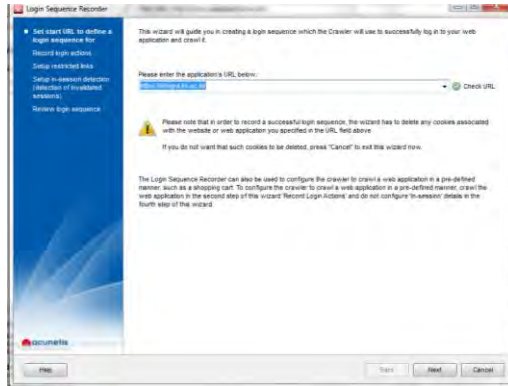 Login Sequence Recorder
Set start URL to define a
login sequence for
Record login actions
Setup restricted links
Setup in-session detection
(detection of invalidated
sessions)
Review login sequence
This wizard will guide you in creating a login sequence which the Crawler will use to successfully log in to your web
application and crawl it.
Please enter the application's URL below:
Check URL
Please note that in order to record a successful login sequence, the wizard has to delete any cookies associated
with the website or web application you specified in the URL field above.
If you do not want that such cookies to be deleted, press "Cancel" to exit this wizard now.
The Login Sequence Recorder can also be used to configure the crawler to crawl a web application in a pre-defined
manner, such as a shopping cart. To configure the crawler to crawl a web application in a pre-defined manner, crawl the
web application in the second step of this wizard 'Record Login Actions' and do not configure 'In-session' details in the
fourth step of this wizard.
acunetix
Help
Back
Next
Cancel